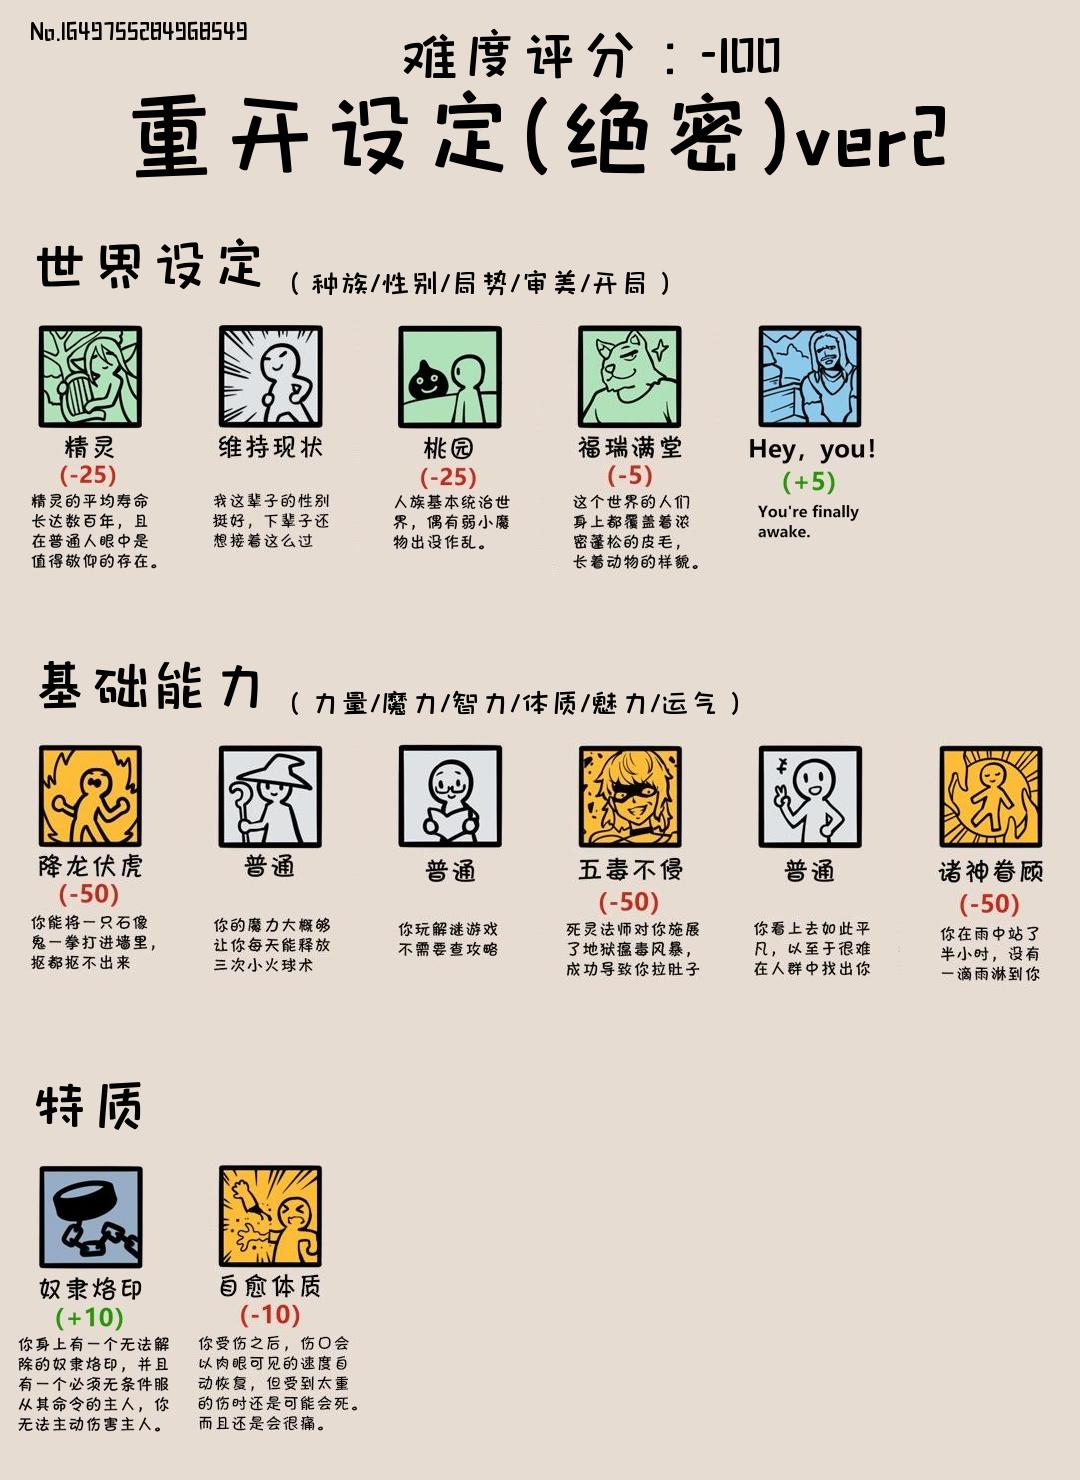 No.1649755284968549
难度评分：-100
重开设定(绝密)ver2
世界设定（种族/性别/局势/审美/开局）
精灵
(-25)
精灵的平均寿命
长达数百年，且
在普通人眼中是
值得敬仰的存在。
维持现状
我这辈子的性别
挺好，下辈子还
想接着这么过
桃园
(-25)
人族基本统治世
界，偶有弱小魔
物出没作乱。
福瑞满堂
(-5)
这个世界的人们
身上都覆盖着浓
密蓬松的皮毛，
长着动物的样貌。
Hey, you!
(+5)
You're finally
awake.
基础能力（力量/魔力/智力/体质/魅力/运气）
降龙伏虎
(-50)
你能将一只石像
鬼一拳打进墙里，
抠都抠不出来
普通
你的魔力大概够
让你每天能释放
三次小火球术
普通
你玩解谜游戏
不需要查攻略
五毒不侵
(-50)
死灵法师对你施展
了地狱瘟毒风暴，
成功导致你拉肚子
普通
你看上去如此平
凡，以至于很难
在人群中找出你
诸神眷顾
(-50)
你在雨中站了
半小时，没有
一滴雨淋到你
特质
奴隶烙印
(+10)
你身上有一个无法解
除的奴隶烙印，并且
有一个必须无条件服
从其命令的主人，你
无法主动伤害主人。
自愈体质
(-10)
你受伤之后，伤口会
以肉眼可见的速度自
动恢复，但受到太重
的伤时还是可能会死。
而且还是会很痛。